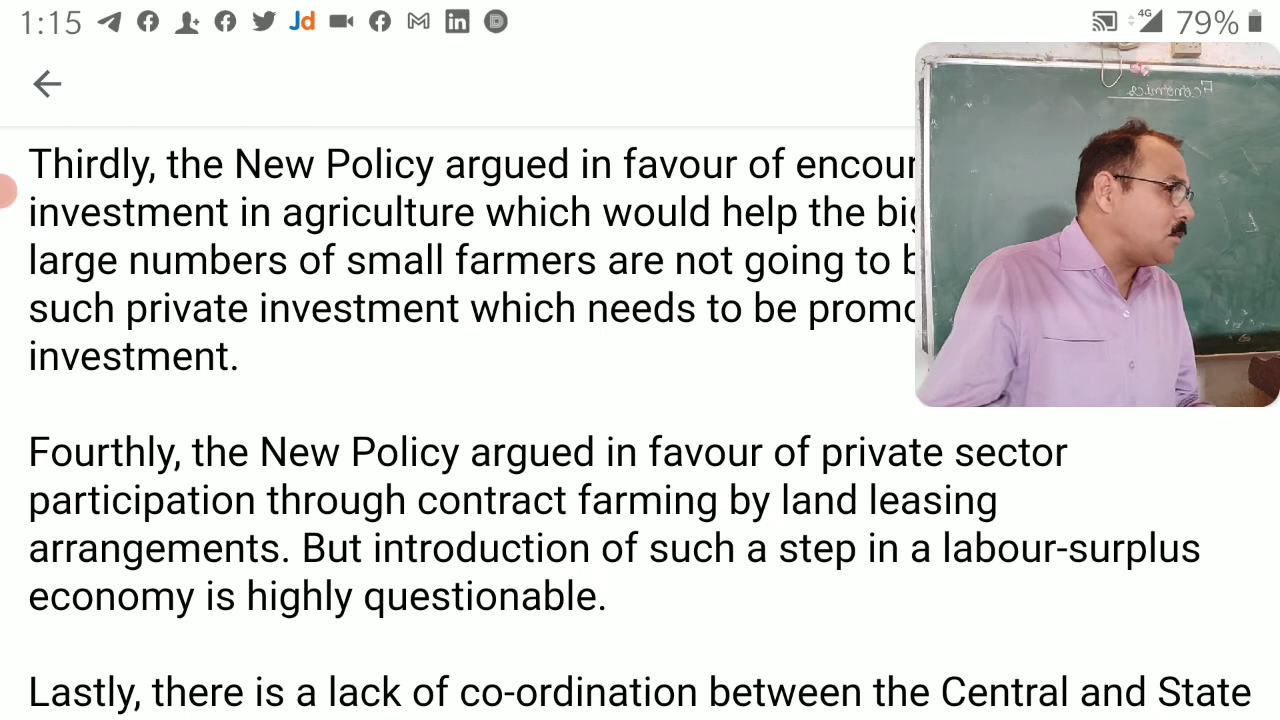 1:15
79%
4G
Economics
Thirdly, the New Policy argued in favour of
investment in agriculture which would help the
large numbers of small farmers are not going to
such private investment which needs to be
investment.
Fourthly, the New Policy argued in favour of private sector
participation through contract farming by land leasing
arrangements. But introduction of such a step in a labour-surplus
economy is highly questionable.
Lastly, there is a lack of co-ordination between the Central and State